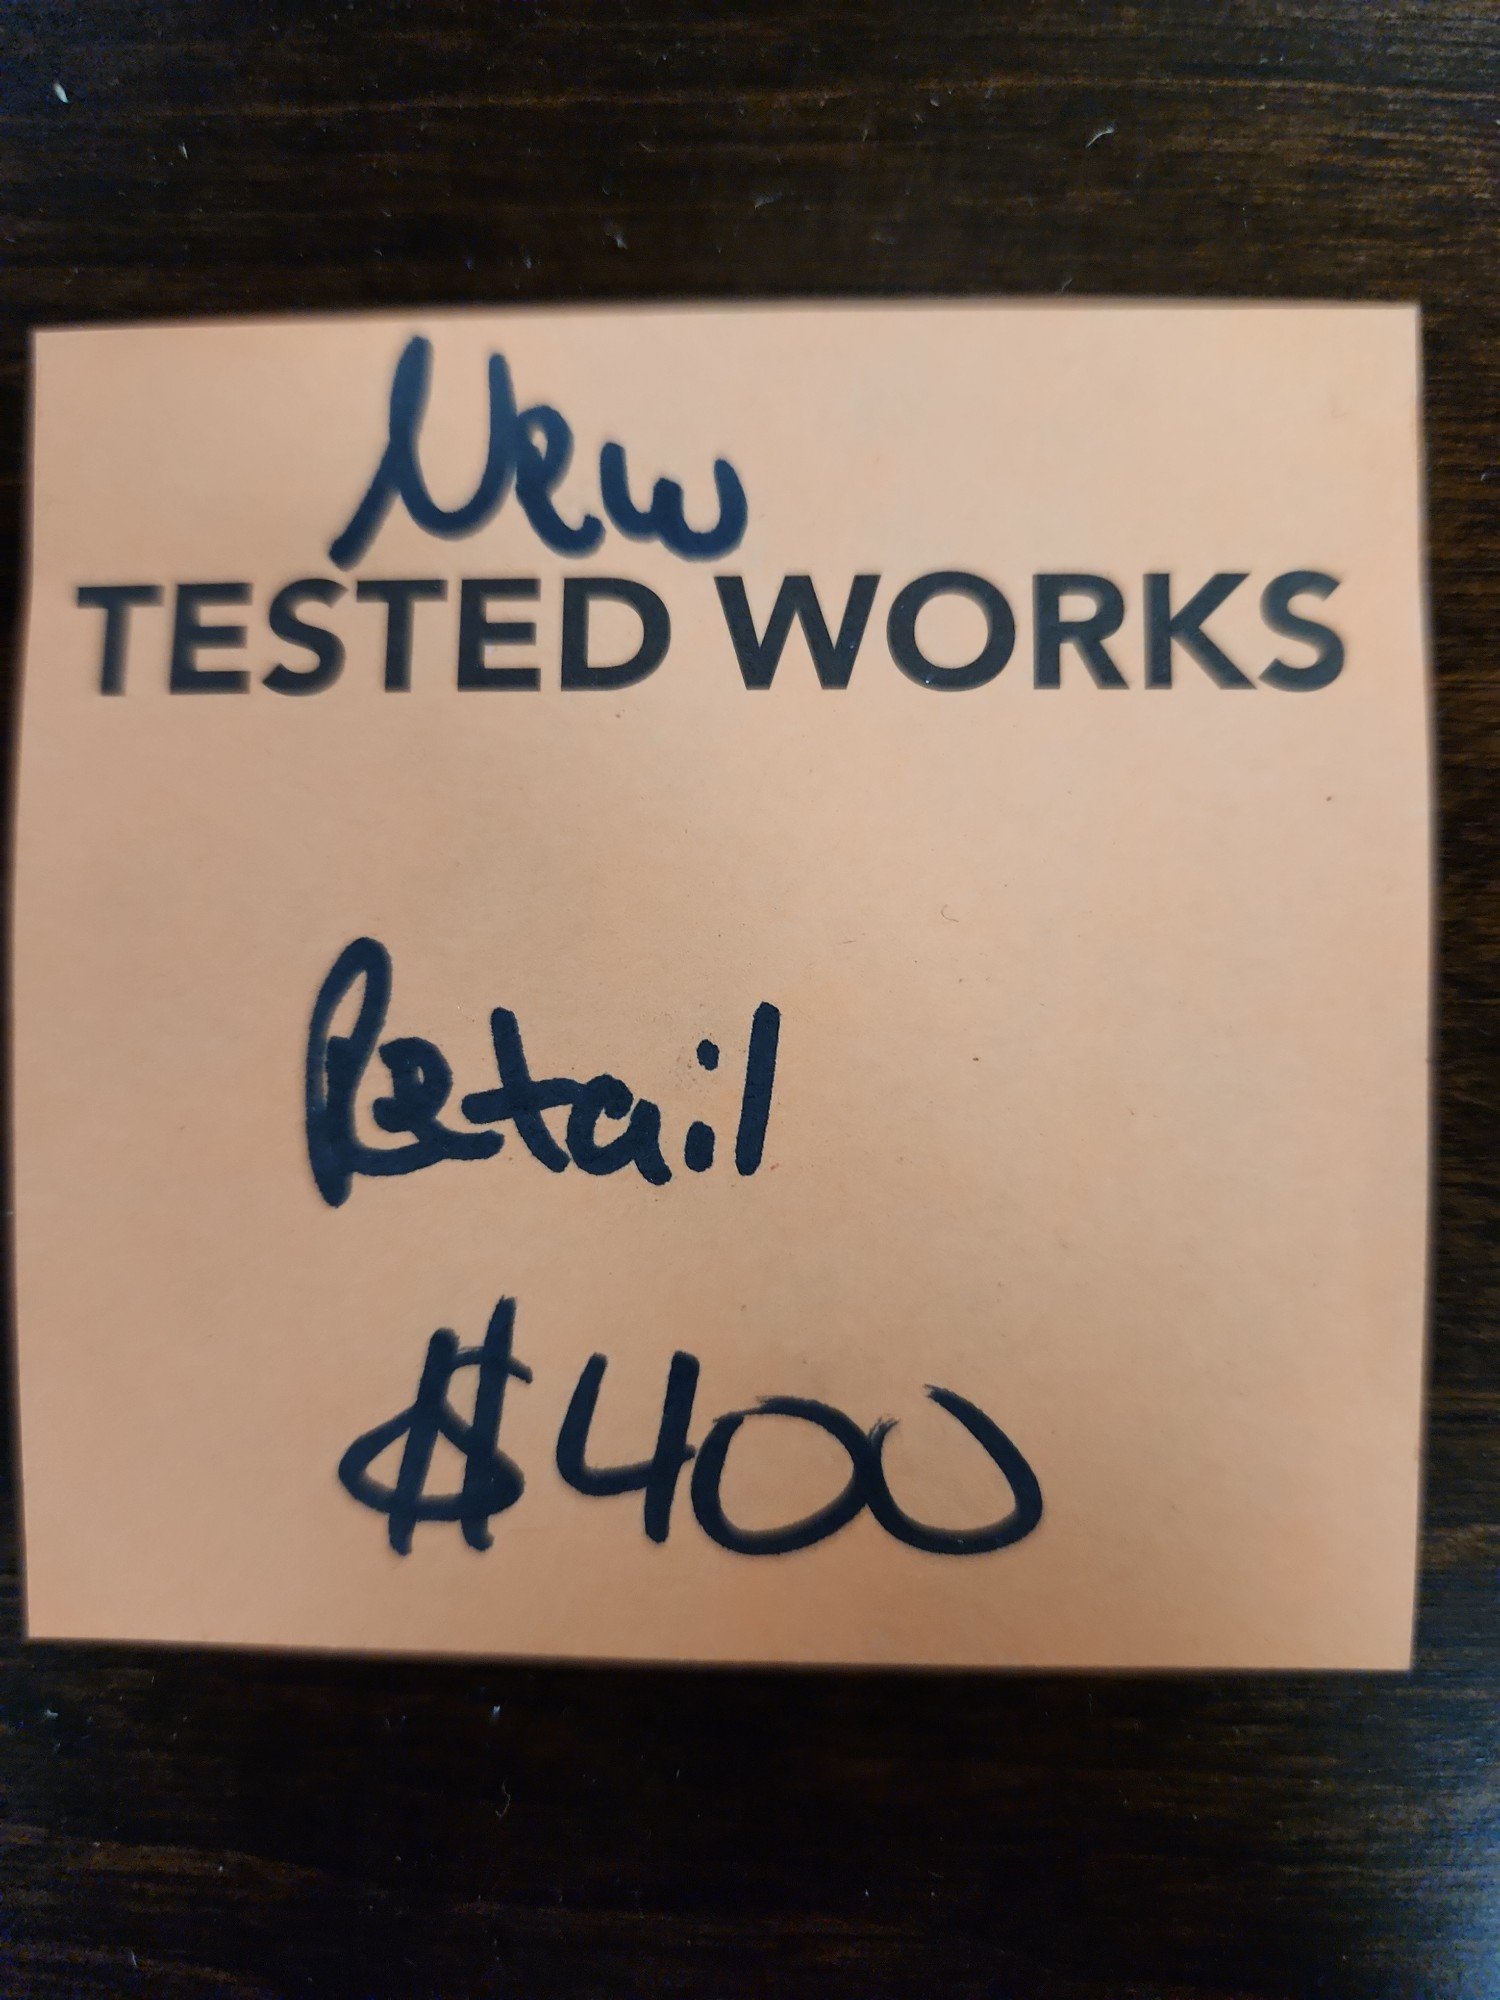 New
TESTED WORKS
Retail
$400